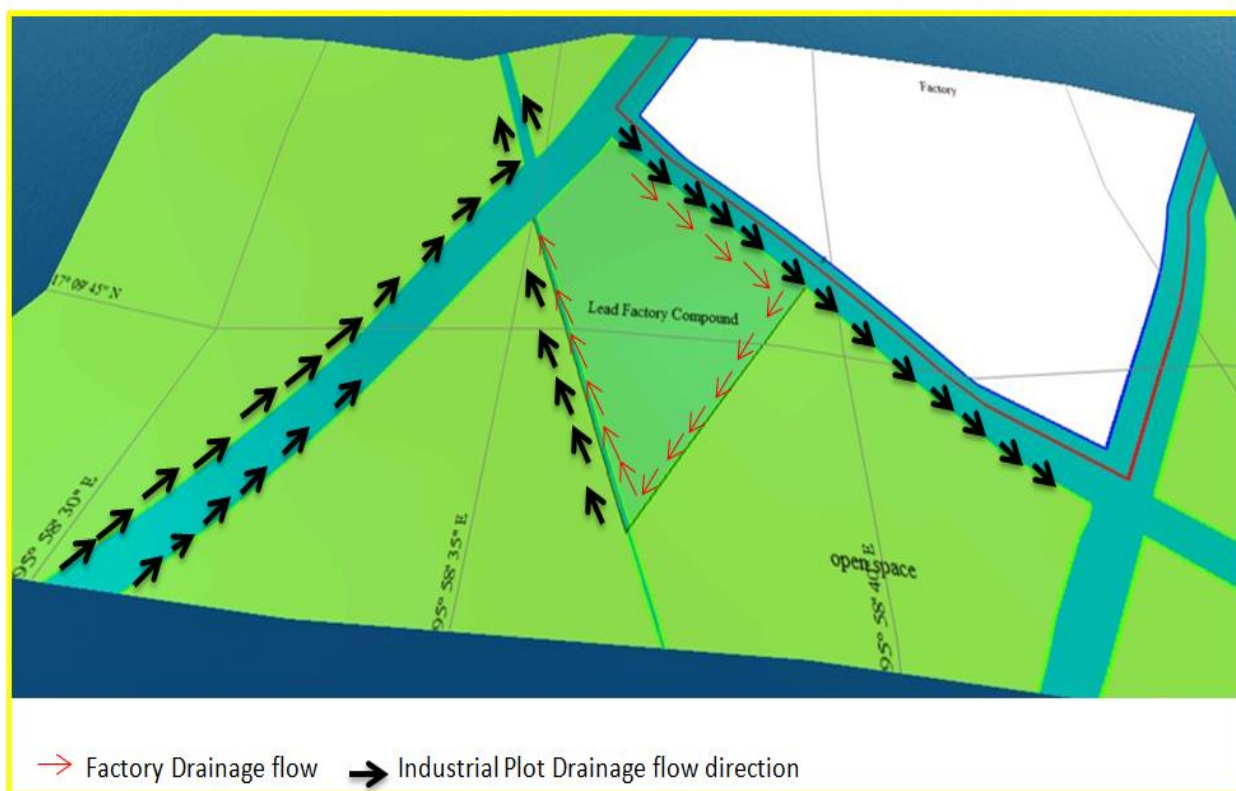 Factory
17° 09' 45" N
Lead Factory Compound
95° 58' 30" E
95° 58' 35" E
95° 58' 40" E
open space
Factory Drainage flow
Industrial Plot Drainage flow direction